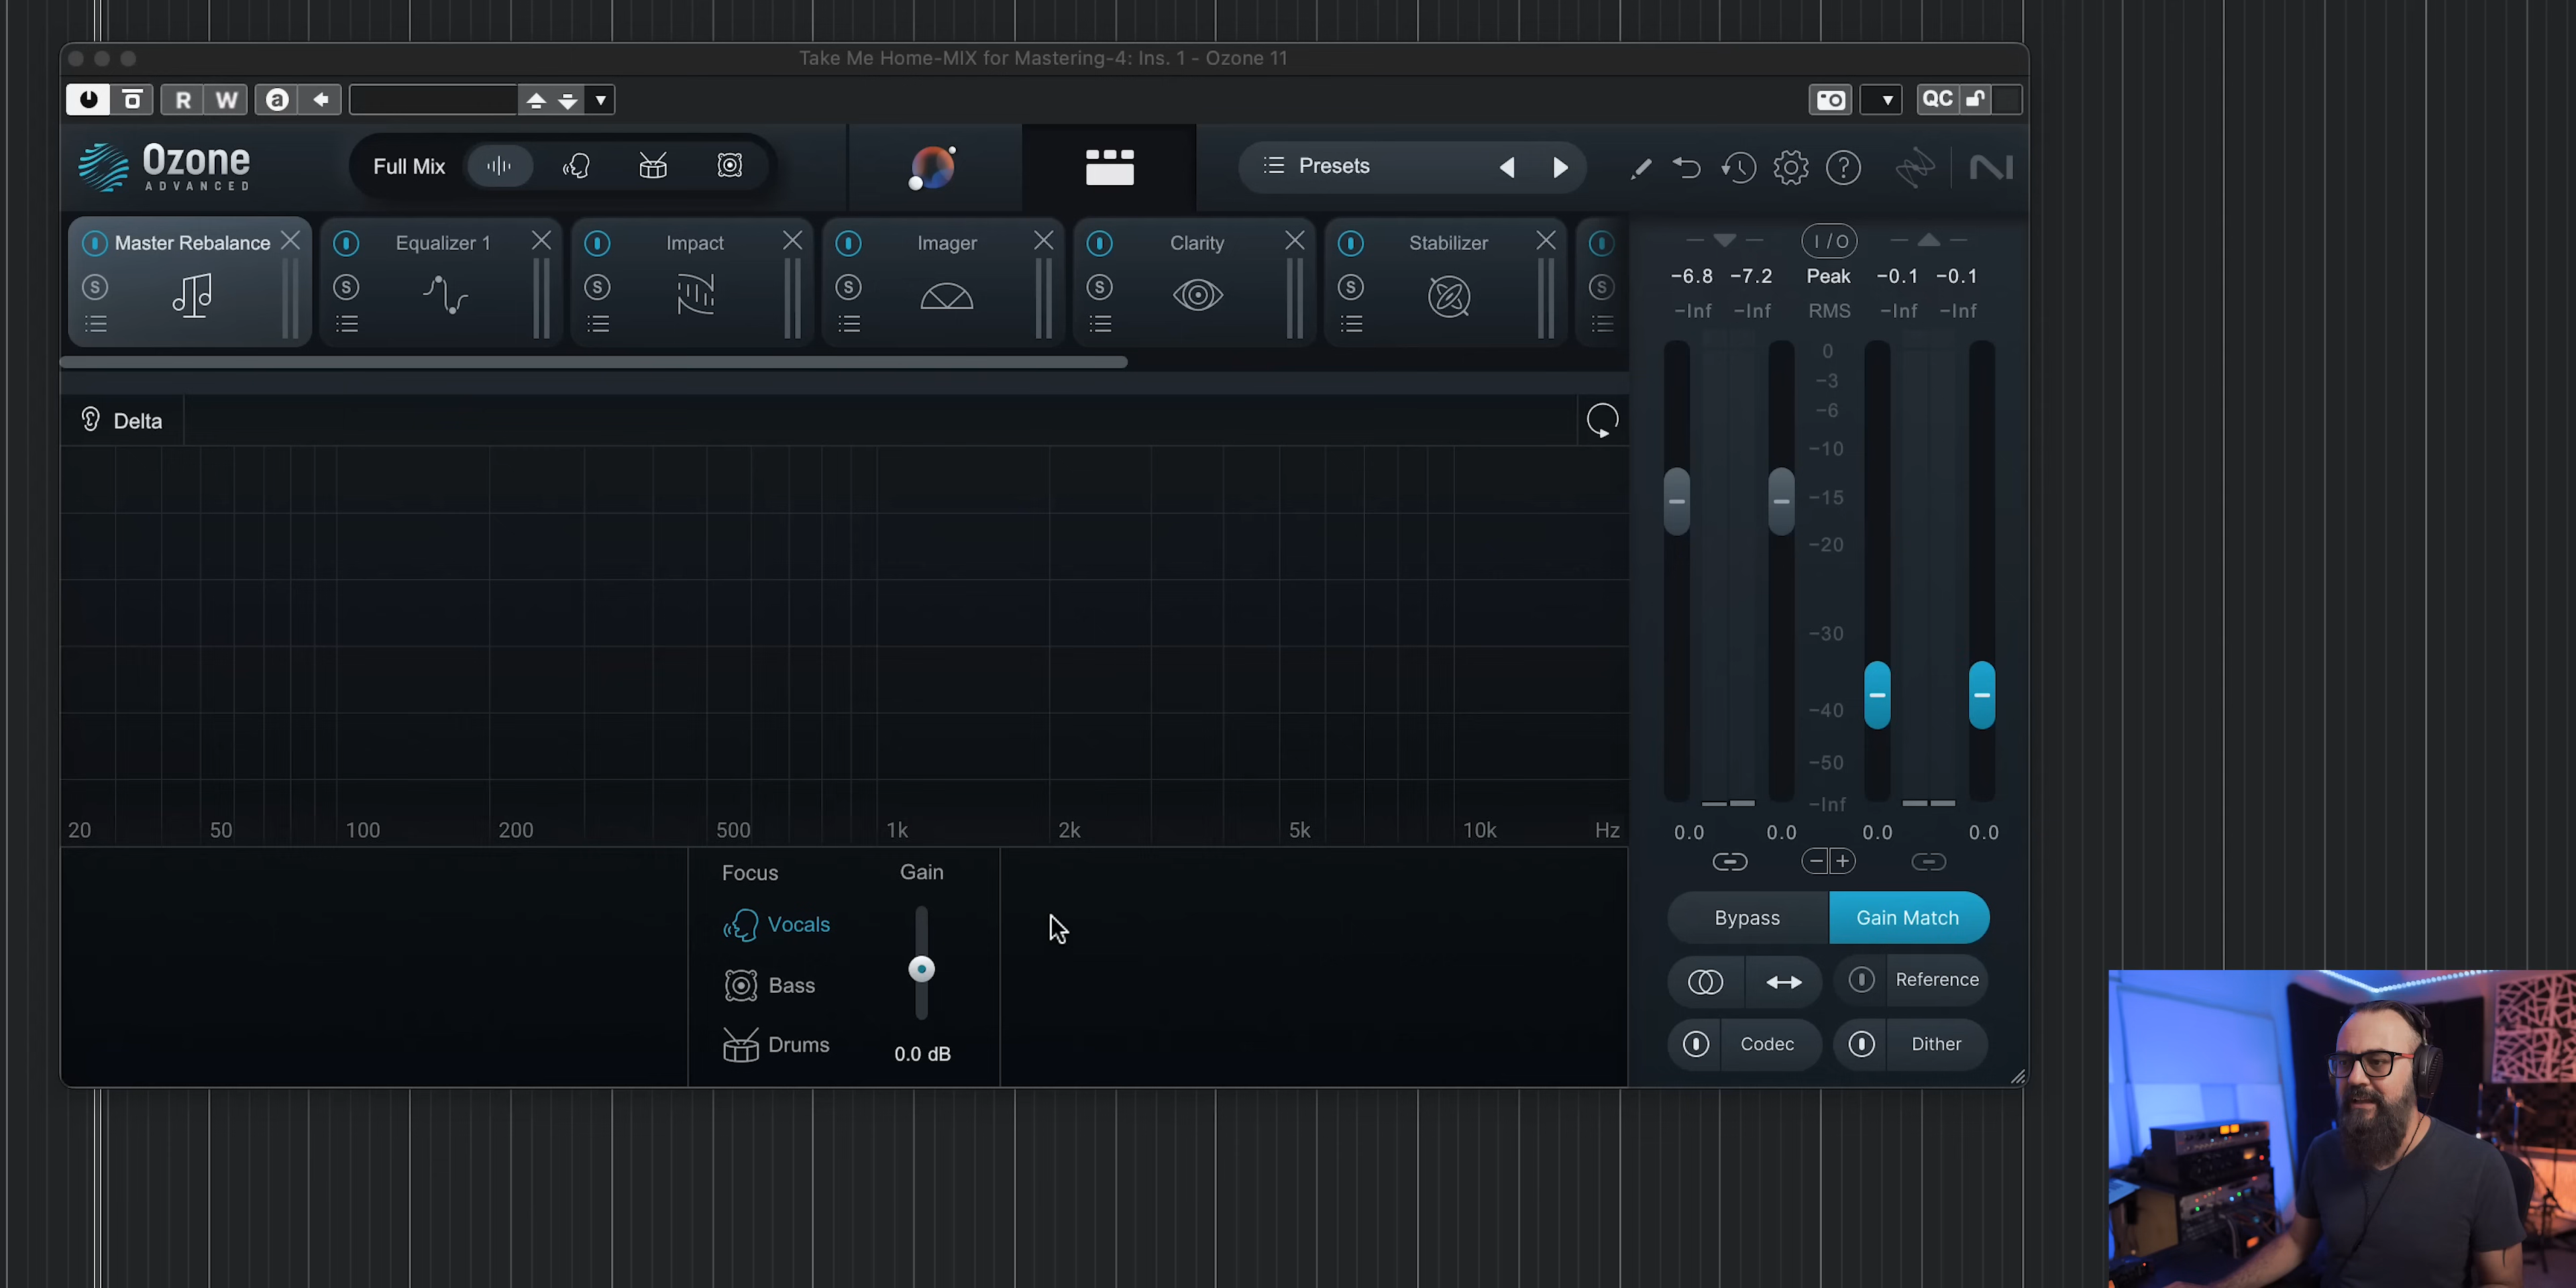 Take Me Home-MIX for Mastering-4: Ins. 1 - Ozone 11
R W a QC
Ozone
ADVANCED
Full Mix
Presets
?
Master Rebalance
Equalizer 1
Impact
Imager
Clarity
Stabilizer
S S S S S S S
I / O
-6.8 -7.2 Peak -0.1 -0.1
-Inf -Inf RMS -Inf -Inf
Delta
0
-3
-6
-10
-15
-20
-30
-40
-50
-Inf
20 50 100 200 500 1k 2k 5k 10k Hz
0.0 0.0 0.0 0.0
Focus Gain
Vocals
Bass
Drums
0.0 dB
Bypass Gain Match
Reference
Codec Dither